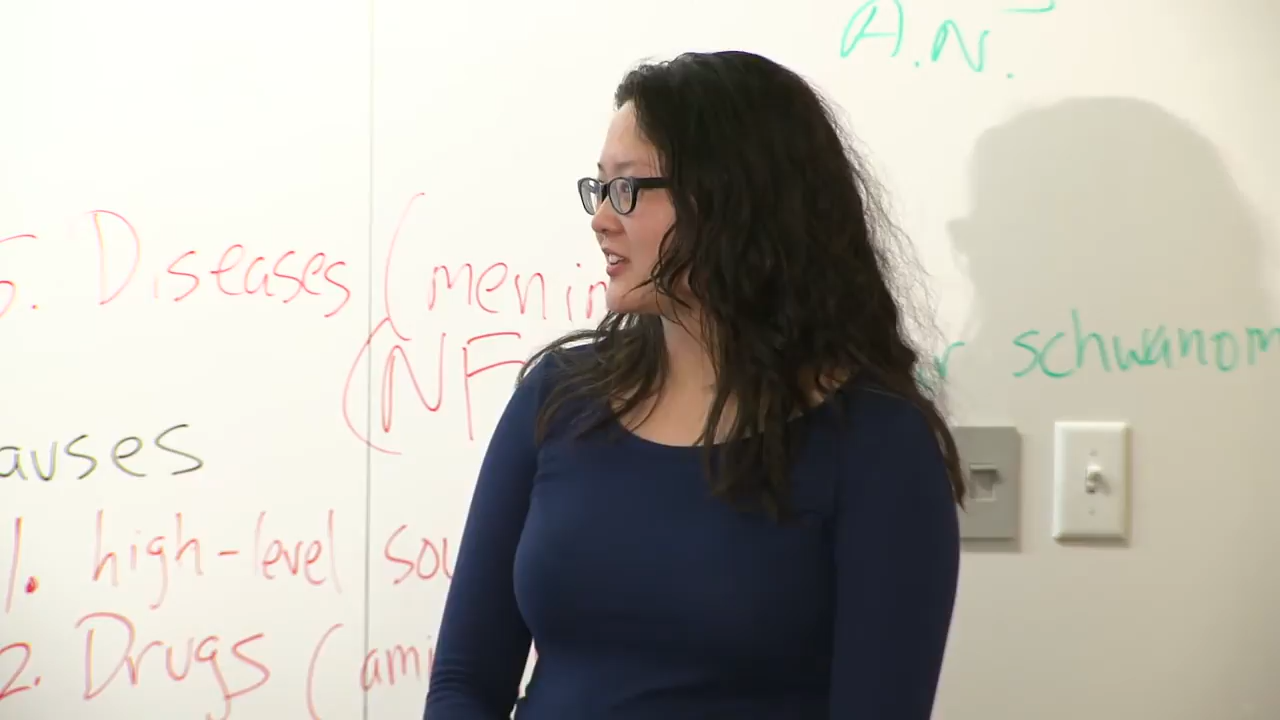 A.N.
5. Diseases (menin
(NF
schwanom
auses
1. high-level sou
2. Drugs (ami